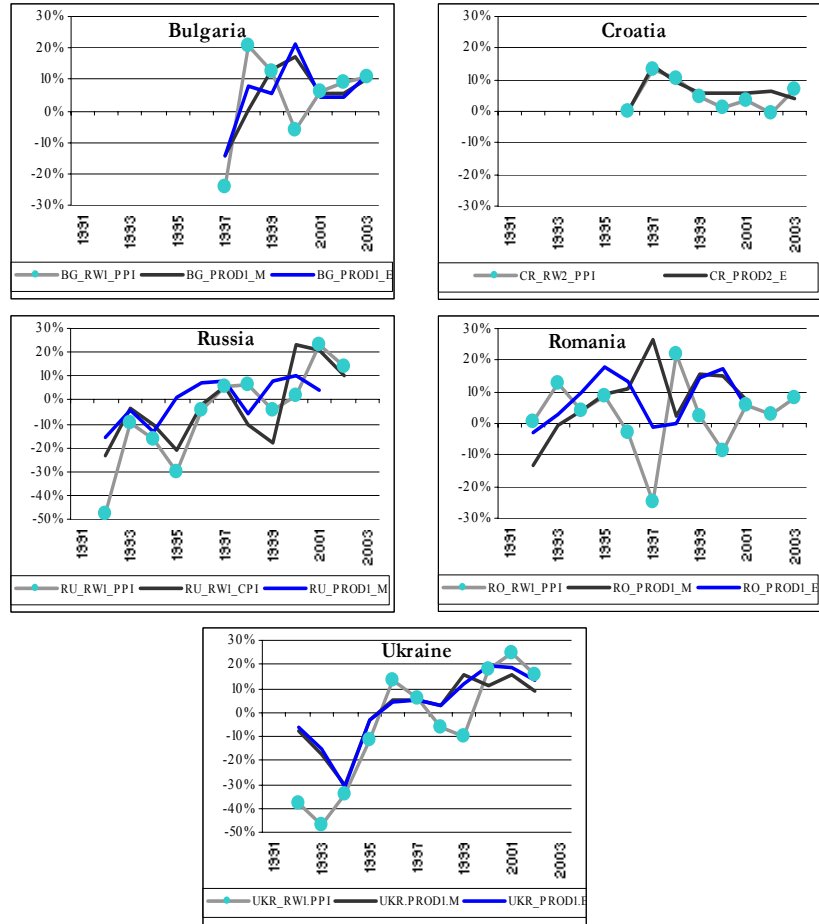 Bulgaria
30%
20%
10%
0%
-10%
-20%
-30%
1991 1993 1995 1997 1999 2001 2003
BG_RW1_PPI BG_PROD1_M BG_PROD1_E
Croatia
30%
20%
10%
0%
-10%
-20%
-30%
1991 1993 1995 1997 1999 2001 2003
CR_RW2_PPI CR_PROD2_E
Russia
30%
20%
10%
0%
-10%
-20%
-30%
-40%
-50%
1991 1993 1995 1997 1999 2001 2003
RU_RW1_PPI RU_RW1_CPI RU_PROD1_M
Romania
30%
20%
10%
0%
-10%
-20%
-30%
1991 1993 1995 1997 1999 2001 2003
RO_RW1_PPI RO_PROD1_M RO_PROD1_E
Ukraine
30%
20%
10%
0%
-10%
-20%
-30%
-40%
-50%
1991 1993 1995 1997 1999 2001 2003
UKR_RW1.PPI UKR.PROD1.M UKR_PROD1.E